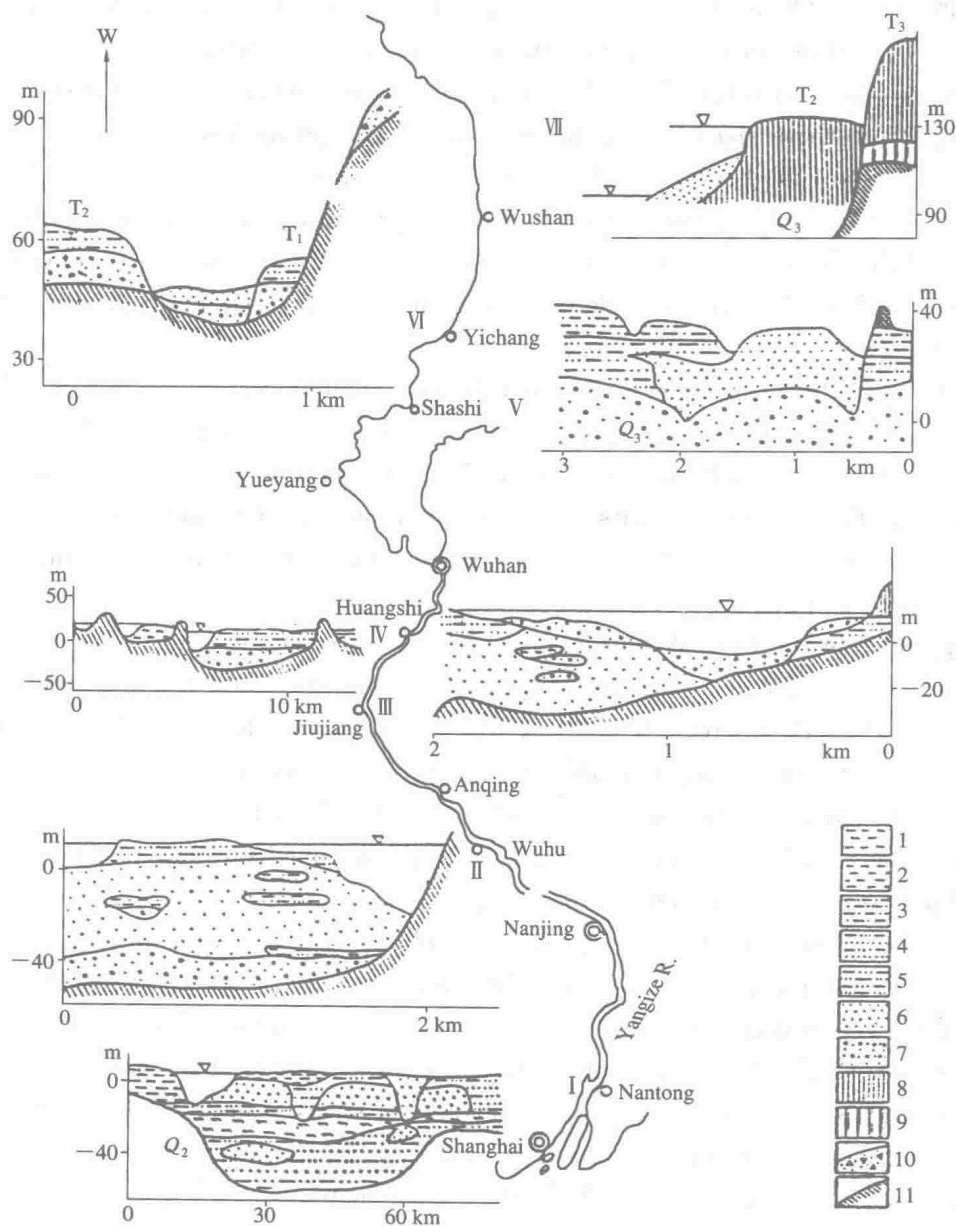 W
m
90
60
30
T₂
T₁
0
1 km
T₃
T₂
VII
m
130
90
Q₃
Wushan
VI
Yichang
Shashi
V
m
40
0
Q₃
3
2
1
km
0
Yueyang
Wuhan
m
50
0
−50
10 km
Huangshi
IV
III
Jiujiang
m
0
−20
2
1
km
0
Anqing
Wuhu
II
m
0
−40
0
2 km
Nanjing
Yangize R.
I
Nantong
Shanghai
m
0
−40
Q₂
0
30
60 km
1
2
3
4
5
6
7
8
9
10
11